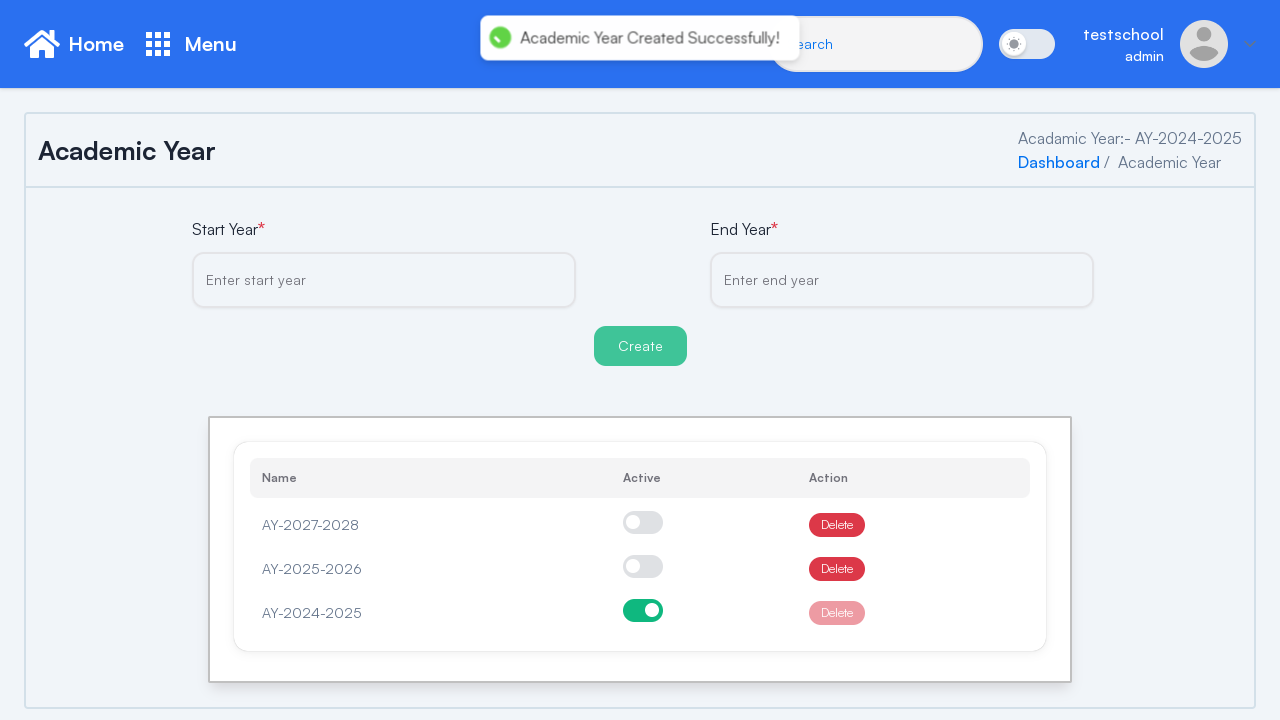 Home
Menu
Academic Year Created Successfully!
earch
testschool
admin
Academic Year
Acadamic Year:- AY-2024-2025
Dashboard / Academic Year
Start Year*
End Year*
Enter start year
Enter end year
Create
Name Active Action
AY-2027-2028 Delete
AY-2025-2026 Delete
AY-2024-2025 Delete